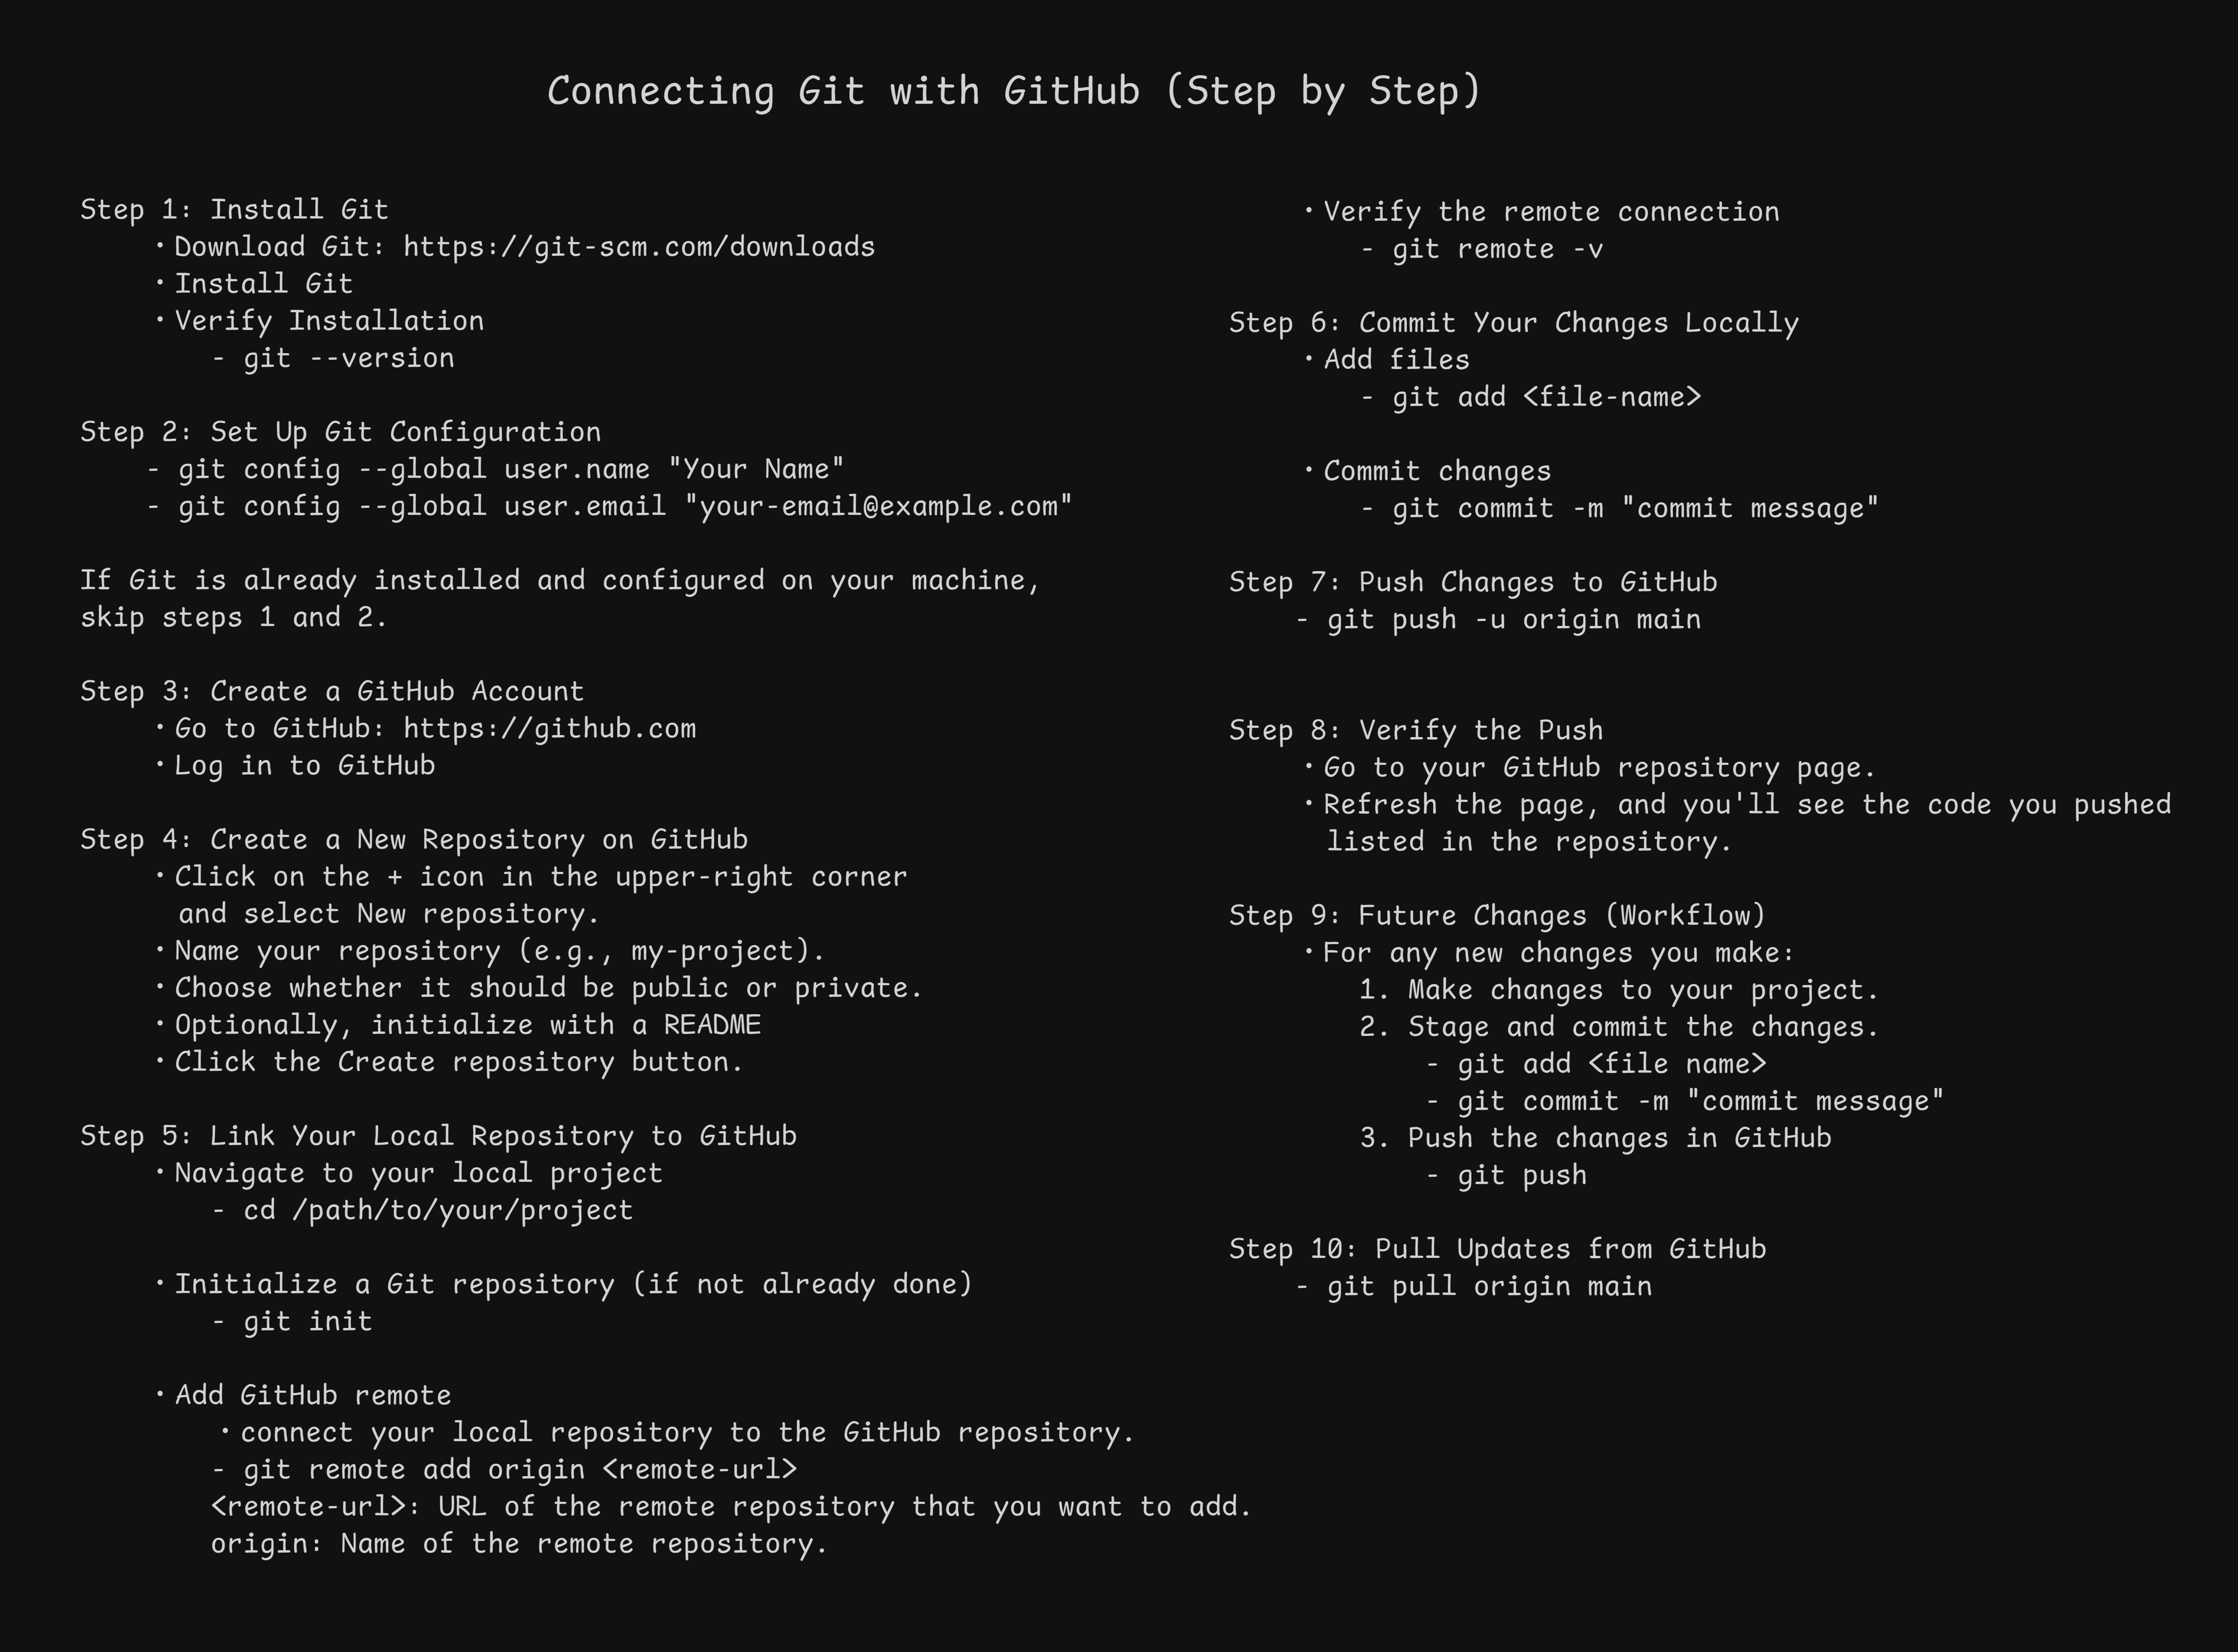 Connecting Git with GitHub (Step by Step)
Step 1: Install Git
• Download Git: https://git-scm.com/downloads
• Install Git
• Verify Installation
- git --version
Step 2: Set Up Git Configuration
- git config --global user.name "Your Name"
- git config --global user.email "your-email@example.com"
If Git is already installed and configured on your machine,
skip steps 1 and 2.
Step 3: Create a GitHub Account
• Go to GitHub: https://github.com
• Log in to GitHub
Step 4: Create a New Repository on GitHub
• Click on the + icon in the upper-right corner
and select New repository.
• Name your repository (e.g., my-project).
• Choose whether it should be public or private.
• Optionally, initialize with a README
• Click the Create repository button.
Step 5: Link Your Local Repository to GitHub
• Navigate to your local project
- cd /path/to/your/project
• Initialize a Git repository (if not already done)
- git init
• Add GitHub remote
• connect your local repository to the GitHub repository.
- git remote add origin <remote-url>
<remote-url>: URL of the remote repository that you want to add.
origin: Name of the remote repository.
• Verify the remote connection
- git remote -v
Step 6: Commit Your Changes Locally
• Add files
- git add <file-name>
• Commit changes
- git commit -m "commit message"
Step 7: Push Changes to GitHub
- git push -u origin main
Step 8: Verify the Push
• Go to your GitHub repository page.
• Refresh the page, and you'll see the code you pushed
listed in the repository.
Step 9: Future Changes (Workflow)
• For any new changes you make:
1. Make changes to your project.
2. Stage and commit the changes.
- git add <file name>
- git commit -m "commit message"
3. Push the changes in GitHub
- git push
Step 10: Pull Updates from GitHub
- git pull origin main